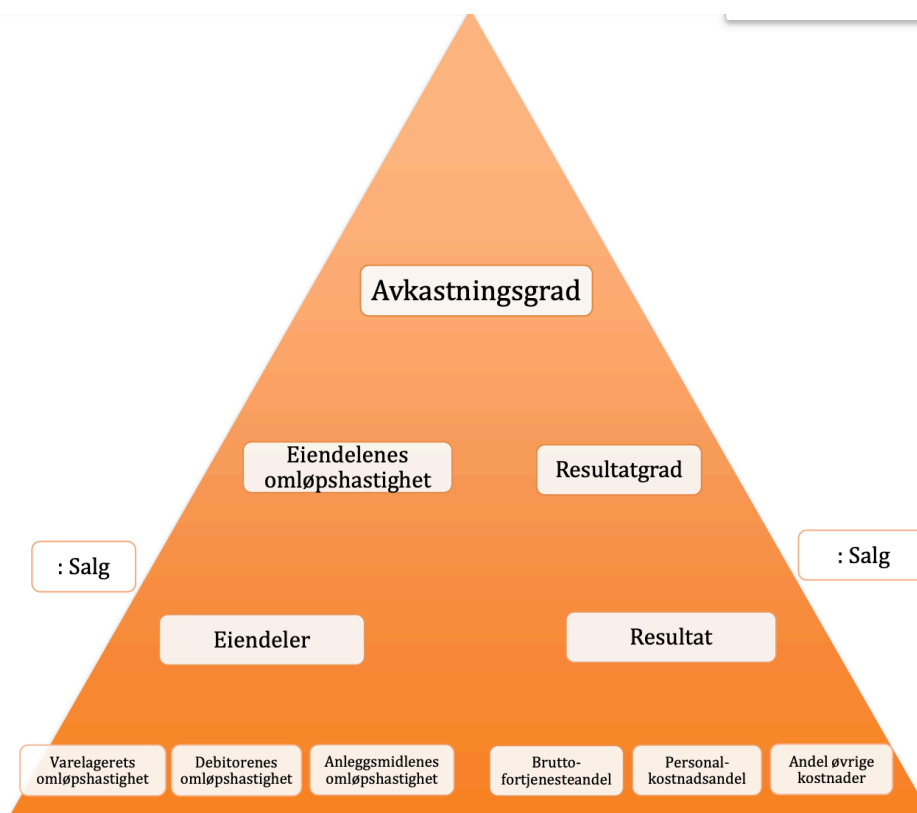 Avkastningsgrad
Eiendelenes
omløpshastighet
Resultatgrad
: Salg
: Salg
Eiendeler
Resultat
Varelagerets
omløpshastighet
Debitorenes
omløpshastighet
Anleggsmidlenes
omløpshastighet
Brutto-
fortjenesteandel
Personal-
kostnadsandel
Andel øvrige
kostnader